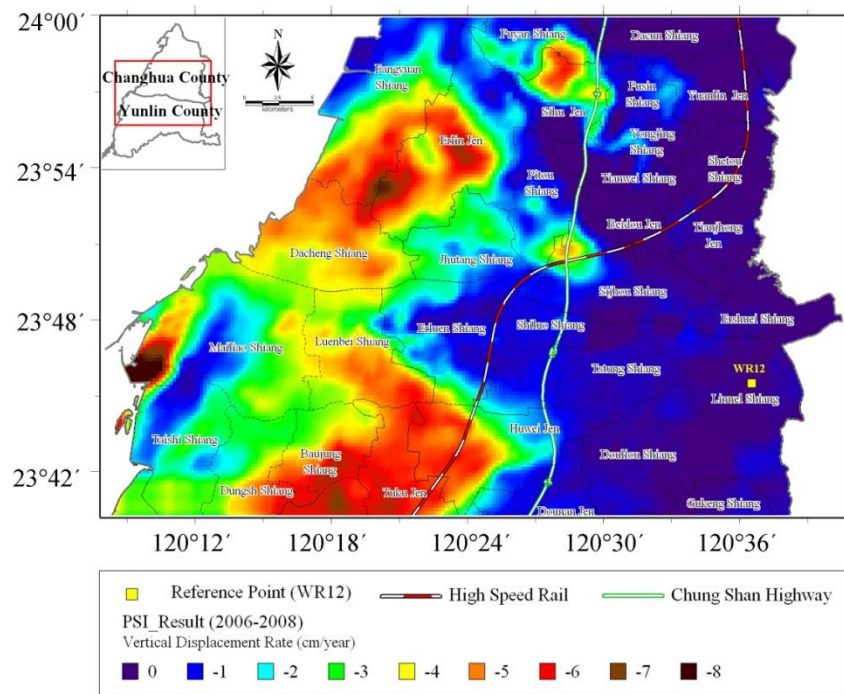 24°00´
23°54´
23°48´
23°42´
120°12´
120°18´
120°24´
120°30´
120°36´
Changhua County
Yunlin County
N
kilometers
Puyan Shiang
Dacun Shiang
Fangyuan
Shiang
Pusin
Shiang
Yuanlin Jen
Sihu Jen
Erlin Jen
Yongjing
Shiang
Shetou
Shiang
Pitou
Shiang
Tianwei Shiang
Beidou Jen
Tianjhong
Jen
Dacheng Shiang
Jhutang Shiang
Sijhou Shiang
Ershuei Shiang
Erluen Shiang
Shiluo Shiang
Mailiao Shiang
Luenbei Shiang
Tstung Shiang
WR12
Linnei Shiang
Taishi Shiang
Huwei Jen
Baujung
Shiang
Douliou Shiang
Dungsh Shiang
Tuku Jen
Gukeng Shiang
Dounan Jen
Reference Point (WR12)
High Speed Rail
Chung Shan Highway
PSI_Result (2006-2008)
Vertical Displacement Rate (cm/year)
0 -1 -2 -3 -4 -5 -6 -7 -8